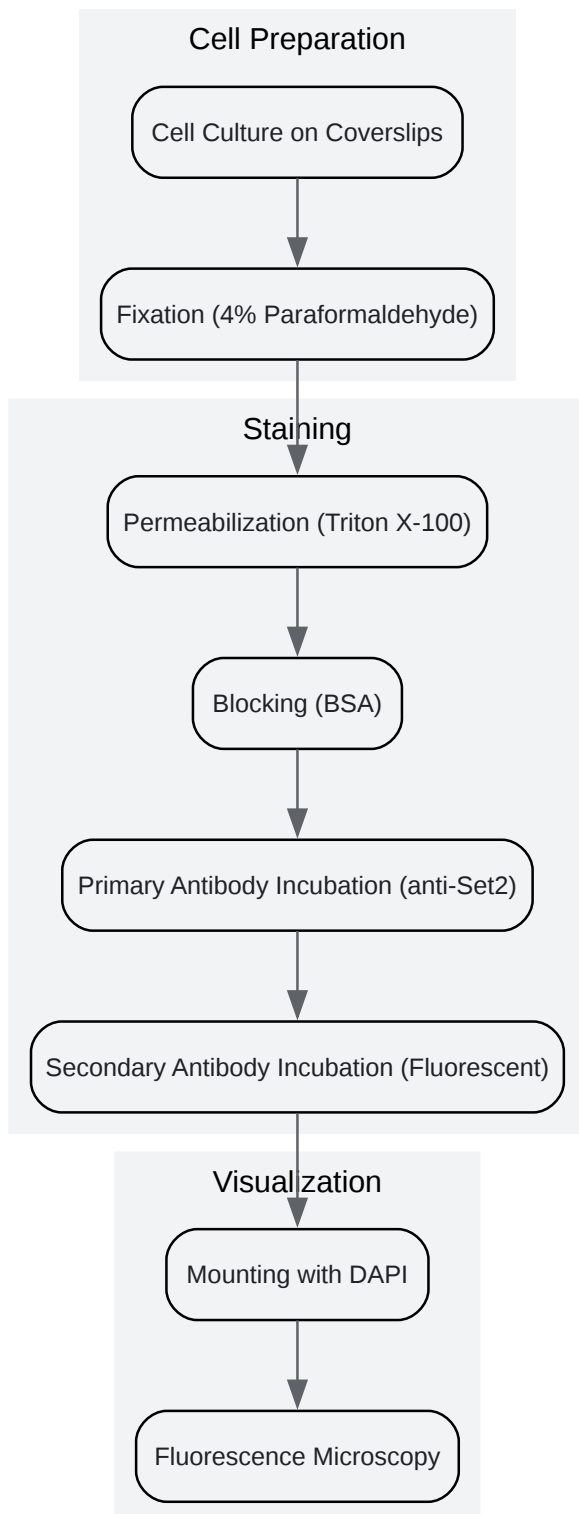 Cell Preparation
Cell Culture on Coverslips
Fixation (4% Paraformaldehyde)
Staining
Permeabilization (Triton X-100)
Blocking (BSA)
Primary Antibody Incubation (anti-Set2)
Secondary Antibody Incubation (Fluorescent)
Visualization
Mounting with DAPI
Fluorescence Microscopy